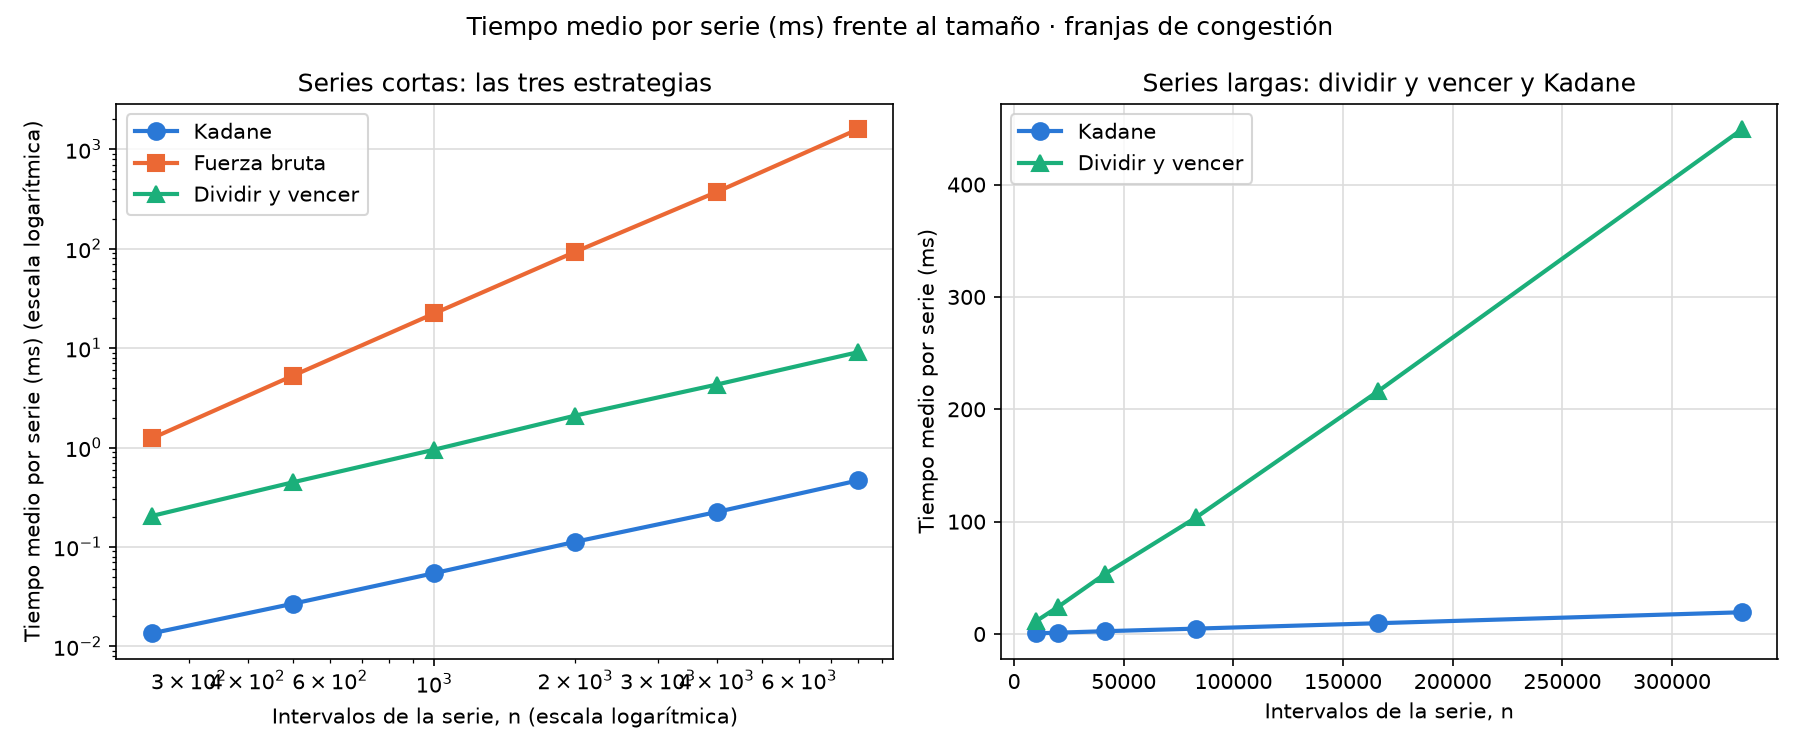 Tiempo medio por serie (ms) frente al tamaño · franjas de congestión
Series cortas: las tres estrategias
Tiempo medio por serie (ms) (escala logarítmica)
Kadane
Fuerza bruta
Dividir y vencer
10³
10²
10¹
10⁰
10⁻¹
10⁻²
3 × 10² 4 × 10² 6 × 10² 10³ 2 × 10³ 3 × 10³ 4 × 10³ 6 × 10³
Intervalos de la serie, n (escala logarítmica)
Series largas: dividir y vencer y Kadane
Tiempo medio por serie (ms)
Kadane
Dividir y vencer
400
300
200
100
0
0 50000 100000 150000 200000 250000 300000
Intervalos de la serie, n